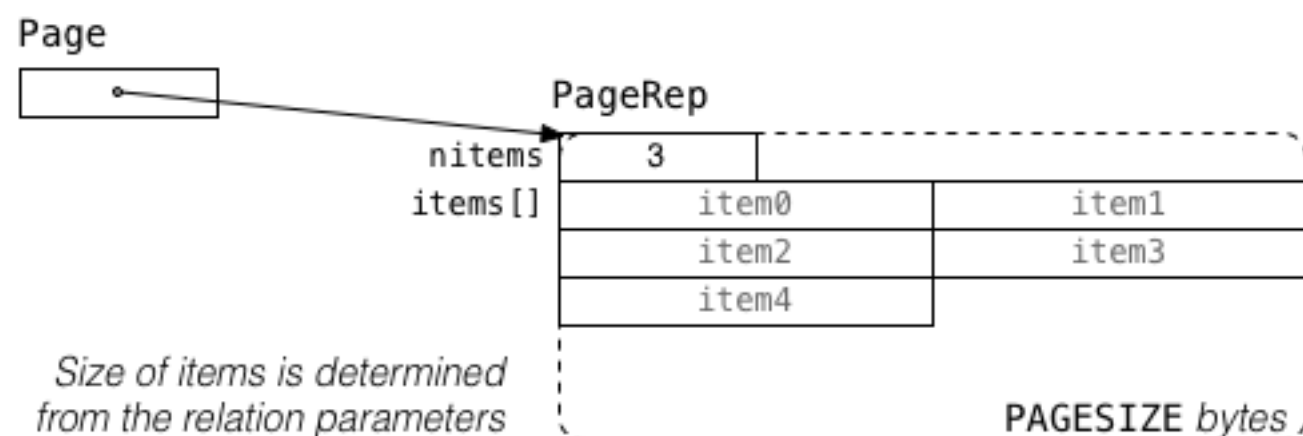 Page
PageRep
nitems 3
items[] item0 item1
item2 item3
item4
Size of items is determined
from the relation parameters
PAGESIZE bytes